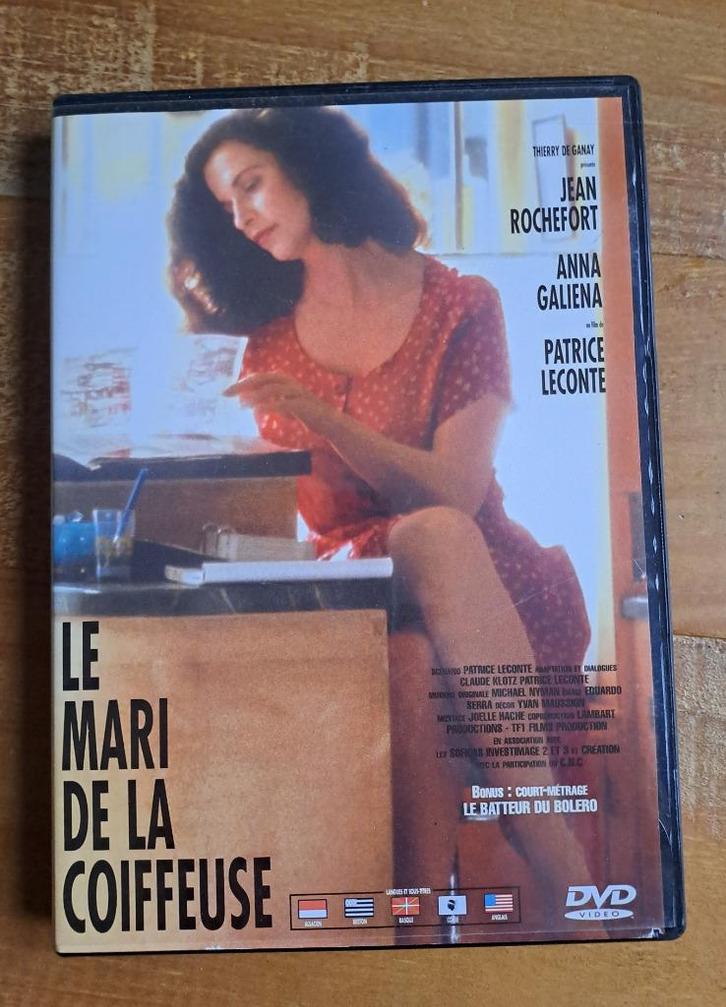 THIERRY DE GANAY
présente
JEAN
ROCHEFORT
ANNA
GALIENA
un film de
PATRICE
LECONTE
LE
MARI
DE LA
COIFFEUSE
SCÉNARIO PATRICE LECONTE ADAPTATION ET DIALOGUES
CLAUDE KLOTZ PATRICE LECONTE
MUSIQUE ORIGINALE MICHAEL NYMAN IMAGE EDUARDO
SERRA DÉCOR YVAN MAUSSION
MONTAGE JOELLE HACHE COPRODUCTION LAMBART
PRODUCTIONS - TF1 FILMS PRODUCTION
EN ASSOCIATION AVEC
LES SOFICAS INVESTIMAGE 2 ET 3 ET CREATION
AVEC LA PARTICIPATION DU C.N.C
BONUS : COURT-MÉTRAGE
LE BATTEUR DU BOLERO
LANGUES ET SOUS-TITRES
ALSACIEN
BRETON
BASQUE
CORSE
ANGLAIS
DVD
VIDEO